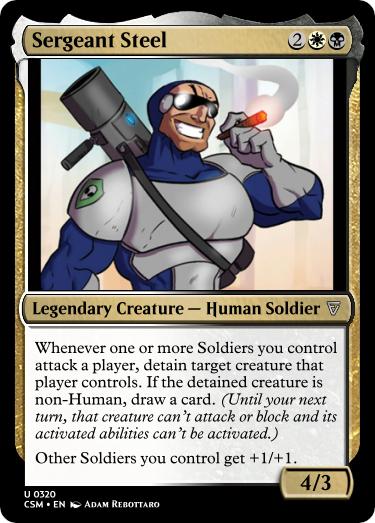 Sergeant Steel 2
Legendary Creature — Human Soldier
Whenever one or more Soldiers you control
attack a player, detain target creature that
player controls. If the detained creature is
non-Human, draw a card. (Until your next
turn, that creature can't attack or block and its
activated abilities can't be activated.)
Other Soldiers you control get +1/+1.
4/3
U 0320
CSM • EN Adam Rebottaro